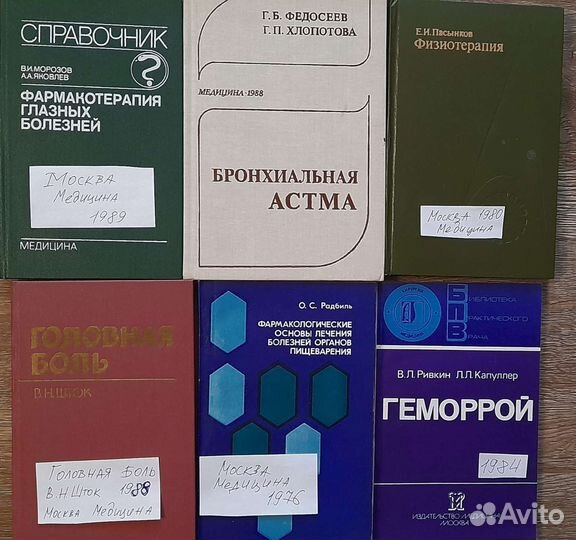 СПРАВОЧНИК
?
В.И.МОРОЗОВ
А.А.ЯКОВЛЕВ
ФАРМАКОТЕРАПИЯ
ГЛАЗНЫХ
БОЛЕЗНЕЙ
Москва
Медицина
1989
МЕДИЦИНА
Г. Б. ФЕДОСЕЕВ
Г. П. ХЛОПОТОВА
МЕДИЦИНА·1988
БРОНХИАЛЬНАЯ
АСТМА
Е.И.Пасынков
Физиотерапия
Москва 1980
Медицина
ГОЛОВНАЯ
БОЛЬ
В.Н.ШТОК
Головная боль
В.Н Шток 1988
Москва Медицина
О. С. Радбиль
ФАРМАКОЛОГИЧЕСКИЕ
ОСНОВЫ ЛЕЧЕНИЯ
БОЛЕЗНЕЙ ОРГАНОВ
ПИЩЕВАРЕНИЯ
Москва
Медицина
1976
БИБЛИОТЕКА
ПРАКТИЧЕСКОГО
ВРАЧА
В.Л.Ривкин Л.Л.Капуллер
ГЕМОРРОЙ
1984
ИЗДАТЕЛЬСТВО
МОСКВА
Avito